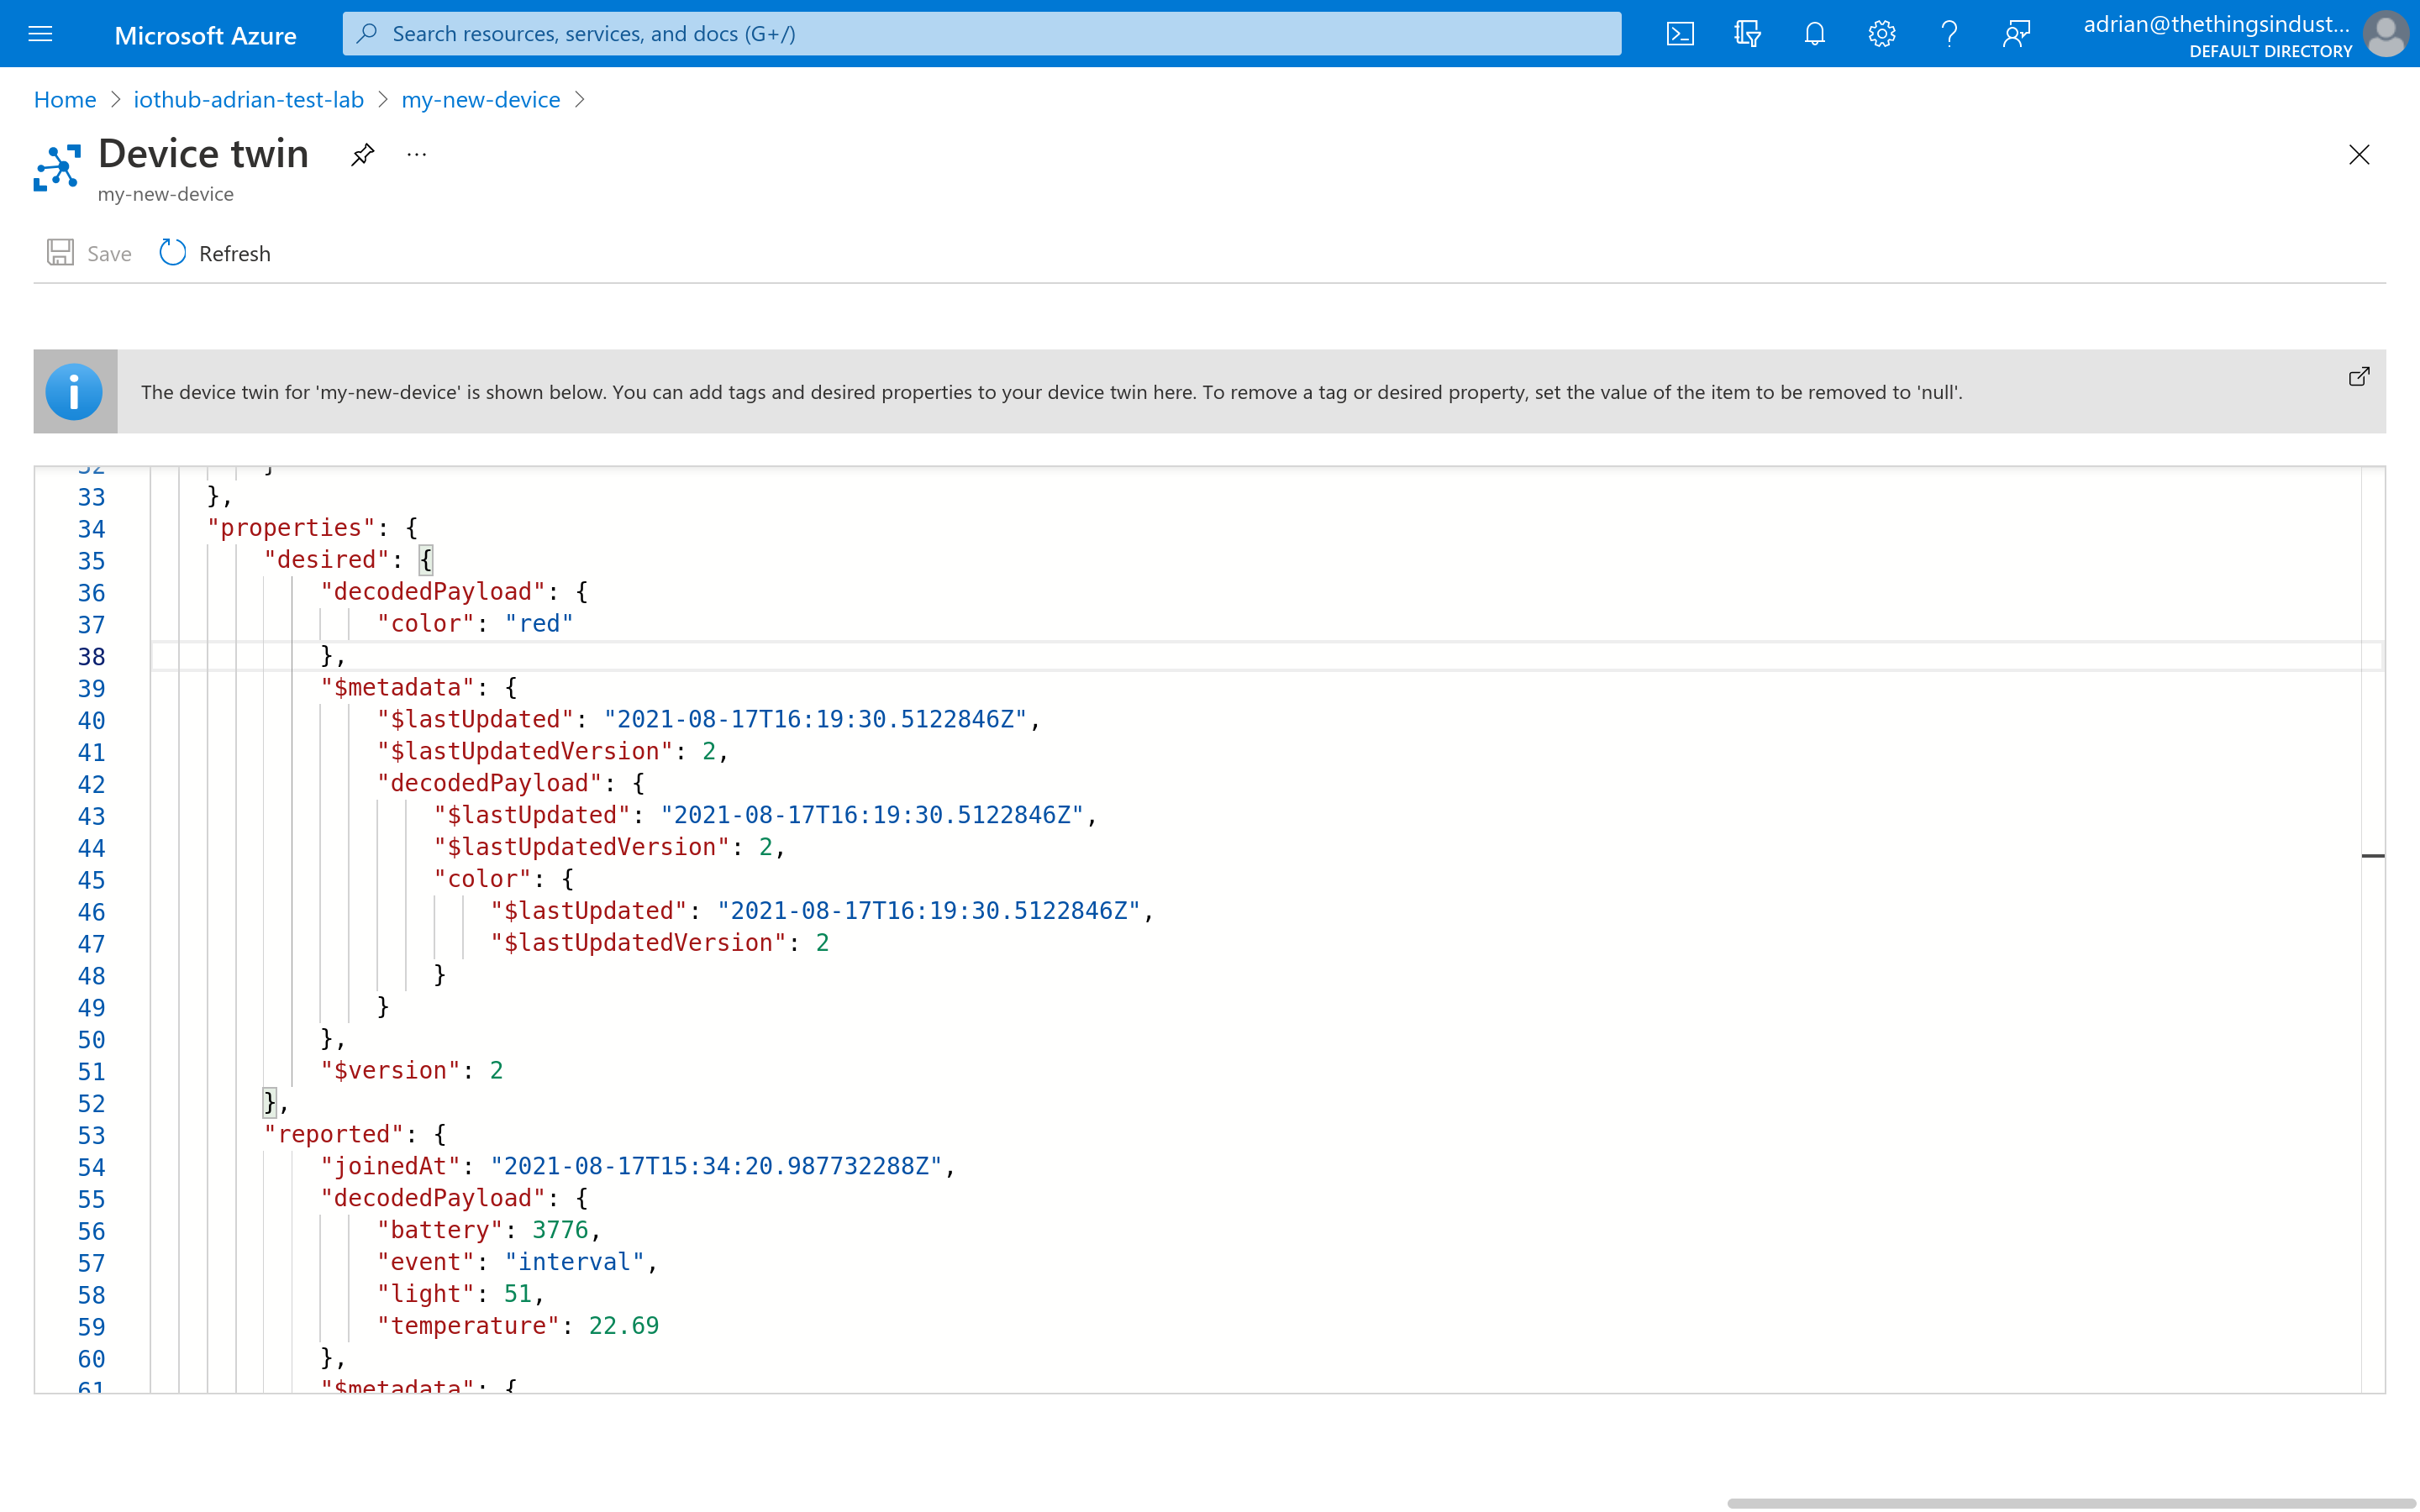 Microsoft Azure
Search resources, services, and docs (G+/)
adrian@thethingsindust...
DEFAULT DIRECTORY
Home > iothub-adrian-test-lab > my-new-device >
Device twin
...
my-new-device
Save Refresh
The device twin for 'my-new-device' is shown below. You can add tags and desired properties to your device twin here. To remove a tag or desired property, set the value of the item to be removed to 'null'.
32 }
33 },
34 "properties": {
35 "desired": {
36 "decodedPayload": {
37 "color": "red"
38 },
39 "$metadata": {
40 "$lastUpdated": "2021-08-17T16:19:30.5122846Z",
41 "$lastUpdatedVersion": 2,
42 "decodedPayload": {
43 "$lastUpdated": "2021-08-17T16:19:30.5122846Z",
44 "$lastUpdatedVersion": 2,
45 "color": {
46 "$lastUpdated": "2021-08-17T16:19:30.5122846Z",
47 "$lastUpdatedVersion": 2
48 }
49 }
50 },
51 "$version": 2
52 },
53 "reported": {
54 "joinedAt": "2021-08-17T15:34:20.987732288Z",
55 "decodedPayload": {
56 "battery": 3776,
57 "event": "interval",
58 "light": 51,
59 "temperature": 22.69
60 },
61 "$metadata": {